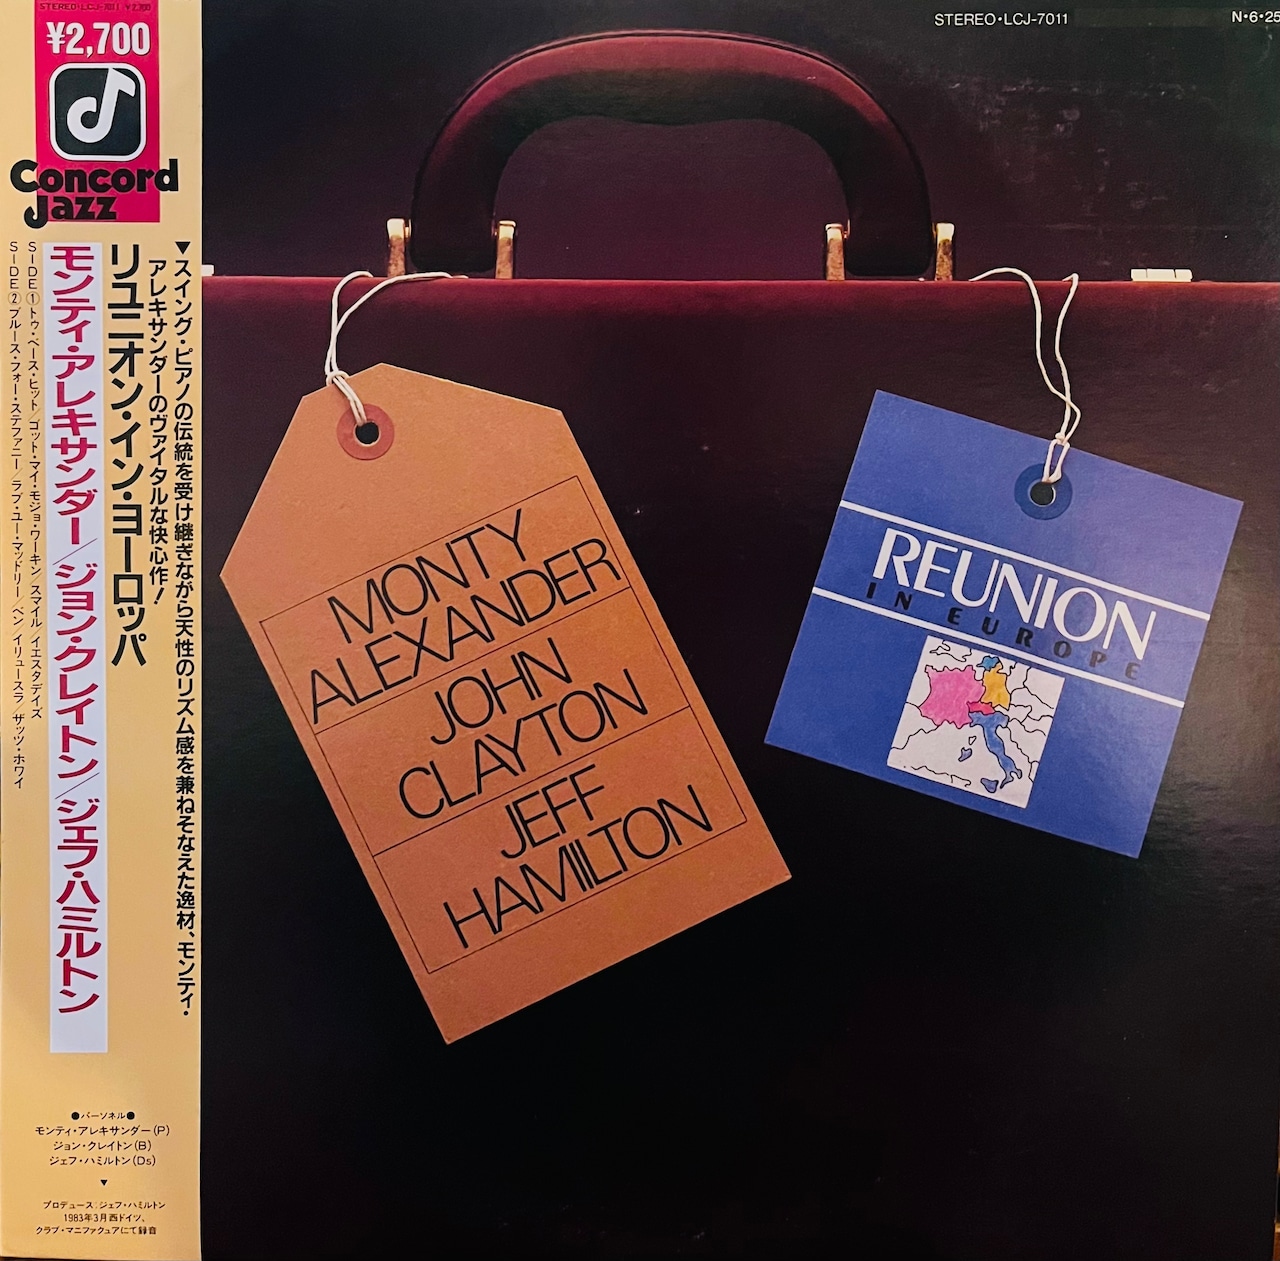 STEREO・LCJ-7011 ¥2,700
¥2,700
Concord
Jazz
▼スイング・ピアノの伝統を受け継ぎながら天性のリズム感を兼ねそなえた逸材、モンティ・
アレキサンダーのヴァイタルな快心作!
リユニオン・イン・ヨーロッパ
モンティ・アレキサンダー/ジョン・クレイトン/ジェフ・ハミルトン
SIDE① トゥ・ベース・ヒット/ゴット・マイ・モジョ・ワーキン/スマイル/イエスタデイズ
SIDE② ブルース・フォー・ステファニー/ラブ・ユー・マッドリー/ペン/イリュースラ/ザッツ・ホワイ
●パーソネル●
モンティ・アレキサンダー(P)
ジョン・クレイトン(B)
ジェフ・ハミルトン(Ds)
▼
プロデュース:ジェフ・ハミルトン
1983年3月西ドイツ、
クラブ・マニファクュアにて録音
STEREO・LCJ-7011
N・6・25
MONTY
ALEXANDER
JOHN
CLAYTON
JEFF
HAMILTON
REUNION
IN EUROPE